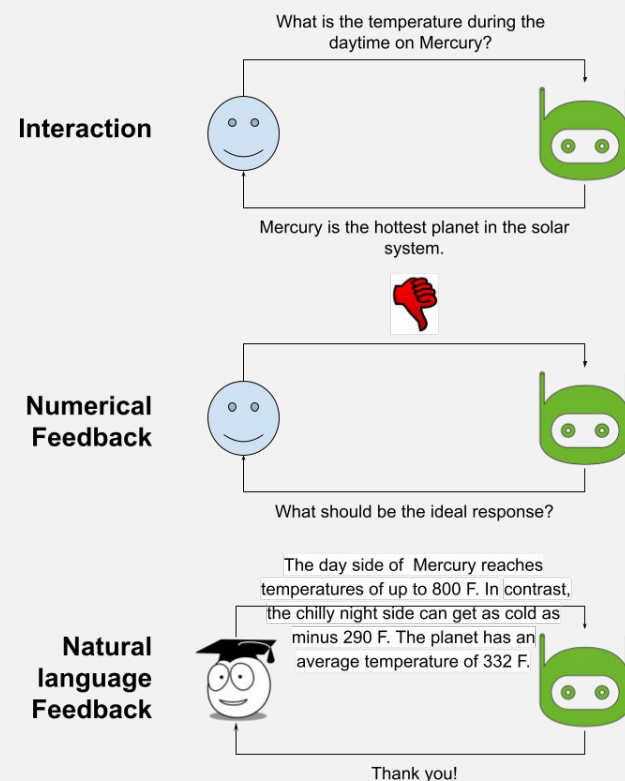 What is the temperature during the
daytime on Mercury?
Interaction
Mercury is the hottest planet in the solar
system.
Numerical
Feedback
What should be the ideal response?
The day side of Mercury reaches
temperatures of up to 800 F. In contrast,
the chilly night side can get as cold as
minus 290 F. The planet has an
average temperature of 332 F.
Natural
language
Feedback
Thank you!